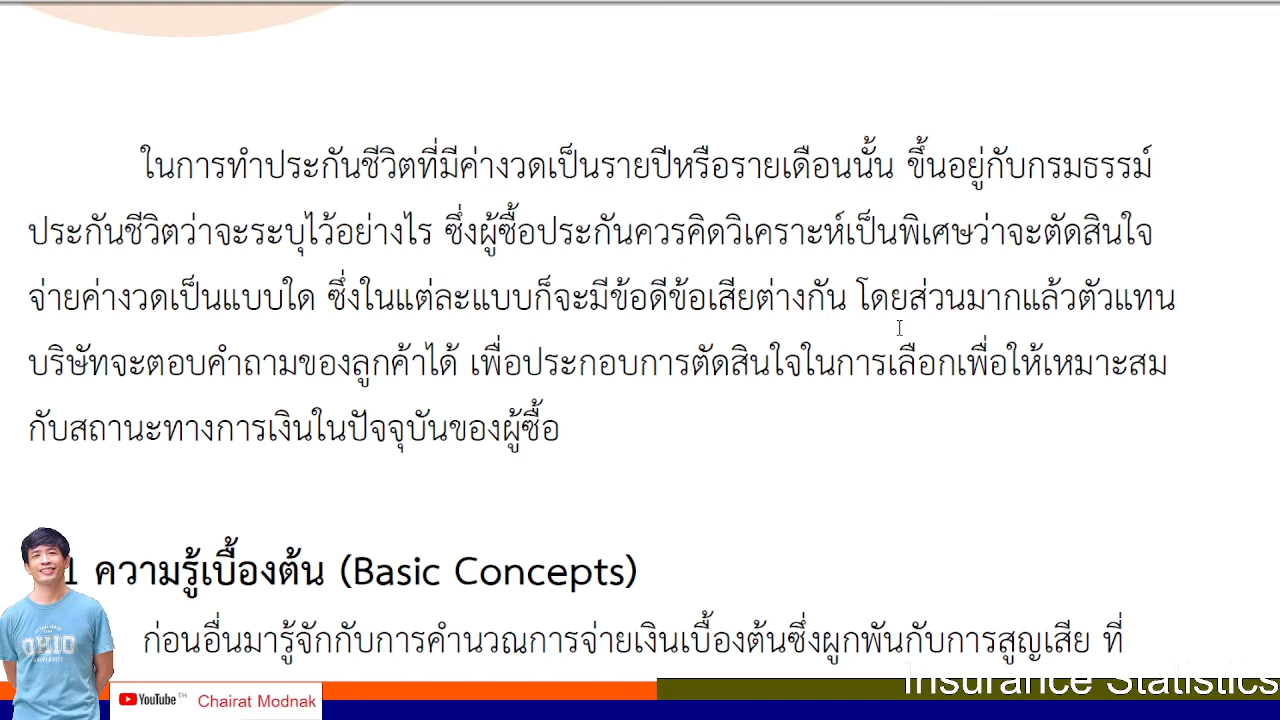 ในการทำประกันชีวิตที่มีค่างวดเป็นรายปีหรือรายเดือนนั้น ขึ้นอยู่กับกรมธรรม์
ประกันชีวิตว่าจะระบุไว้อย่างไร ซึ่งผู้ซื้อประกันควรคิดวิเคราะห์เป็นพิเศษว่าจะตัดสินใจ
จ่ายค่างวดเป็นแบบใด ซึ่งในแต่ละแบบก็จะมีข้อดีข้อเสียต่างกัน โดยส่วนมากแล้วตัวแทน
บริษัทจะตอบคำถามของลูกค้าได้ เพื่อประกอบการตัดสินใจในการเลือกเพื่อให้เหมาะสม
กับสถานะทางการเงินในปัจจุบันของผู้ซื้อ
1 ความรู้เบื้องต้น (Basic Concepts)
ก่อนอื่นมารู้จักกับการคำนวณการจ่ายเงินเบื้องต้นซึ่งผูกพันกับการสูญเสีย ที่
OHIO
UNIVERSITY
YouTube TH Chairat Modnak
Insurance Statistics